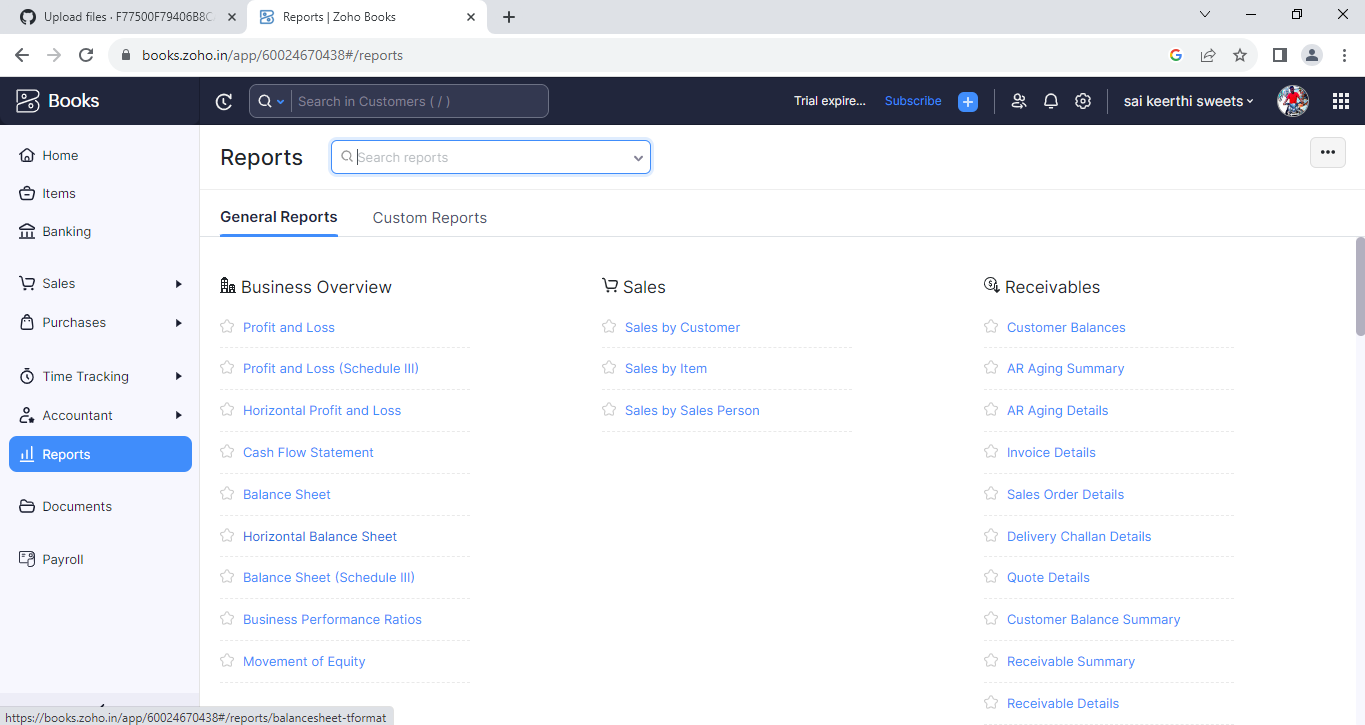 Upload files · F77500F79406B8C
Reports | Zoho Books
books.zoho.in/app/60024670438#/reports
Books
Search in Customers ( / )
Trial expire...
Subscribe
sai keerthi sweets
Home
Items
Banking
Sales
Purchases
Time Tracking
Accountant
Reports
Documents
Payroll
Reports
Search reports
General Reports
Custom Reports
Business Overview
Profit and Loss
Profit and Loss (Schedule III)
Horizontal Profit and Loss
Cash Flow Statement
Balance Sheet
Horizontal Balance Sheet
Balance Sheet (Schedule III)
Business Performance Ratios
Movement of Equity
Sales
Sales by Customer
Sales by Item
Sales by Sales Person
Receivables
Customer Balances
AR Aging Summary
AR Aging Details
Invoice Details
Sales Order Details
Delivery Challan Details
Quote Details
Customer Balance Summary
Receivable Summary
Receivable Details
https://books.zoho.in/app/60024670438#/reports/balancesheet-tformat